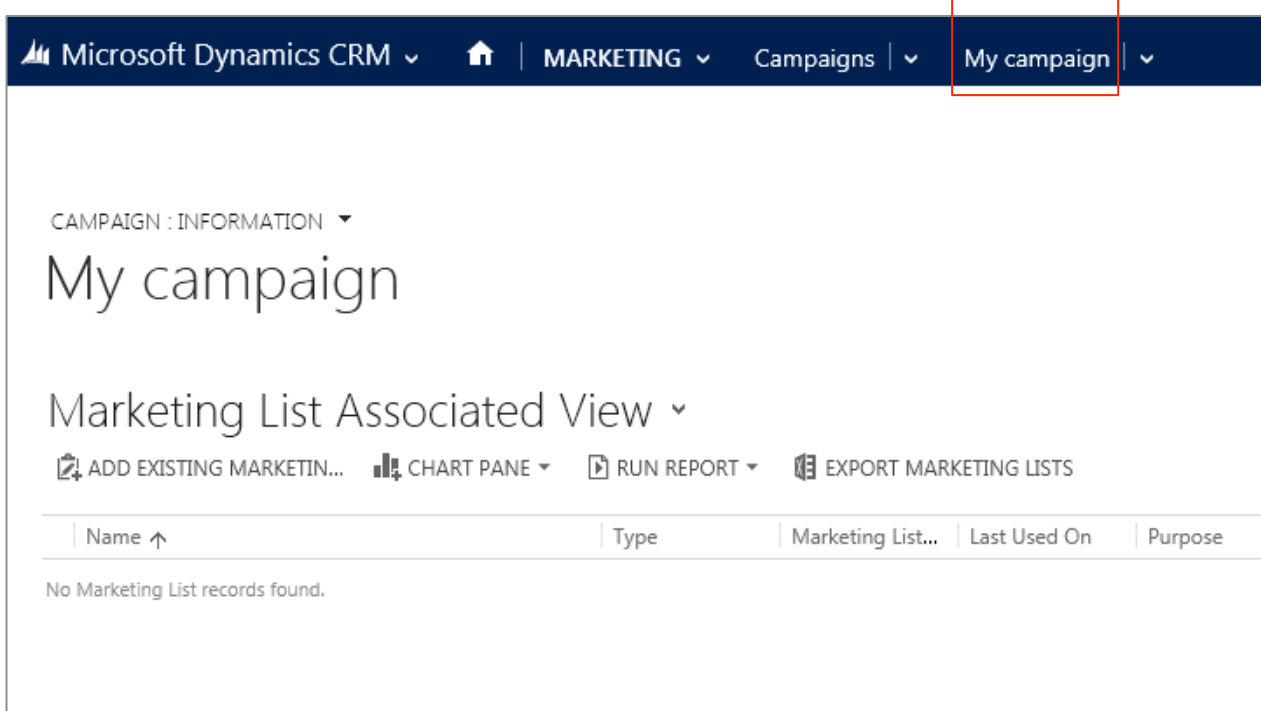 Microsoft Dynamics CRM MARKETING Campaigns My campaign
CAMPAIGN : INFORMATION
My campaign
Marketing List Associated View
ADD EXISTING MARKETIN... CHART PANE RUN REPORT EXPORT MARKETING LISTS
Name Type Marketing List... Last Used On Purpose
No Marketing List records found.